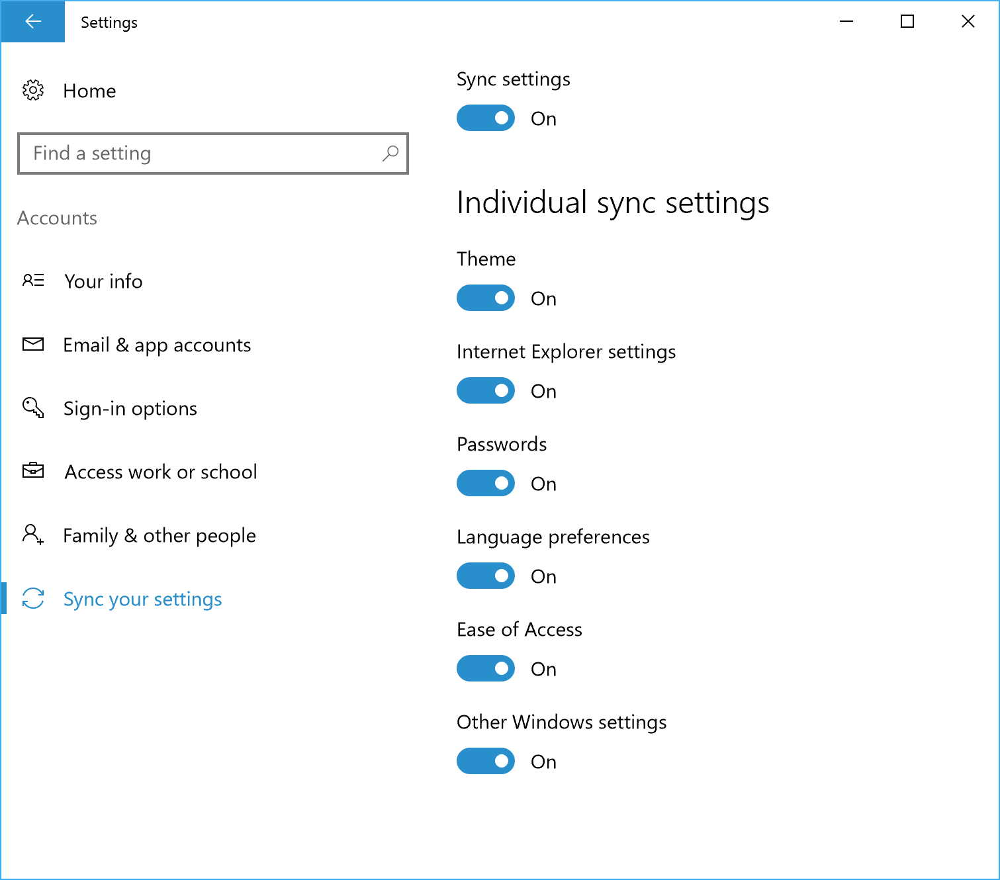 Settings
Home
Find a setting
Accounts
Your info
Email & app accounts
Sign-in options
Access work or school
Family & other people
Sync your settings
Sync settings
On
Individual sync settings
Theme
On
Internet Explorer settings
On
Passwords
On
Language preferences
On
Ease of Access
On
Other Windows settings
On